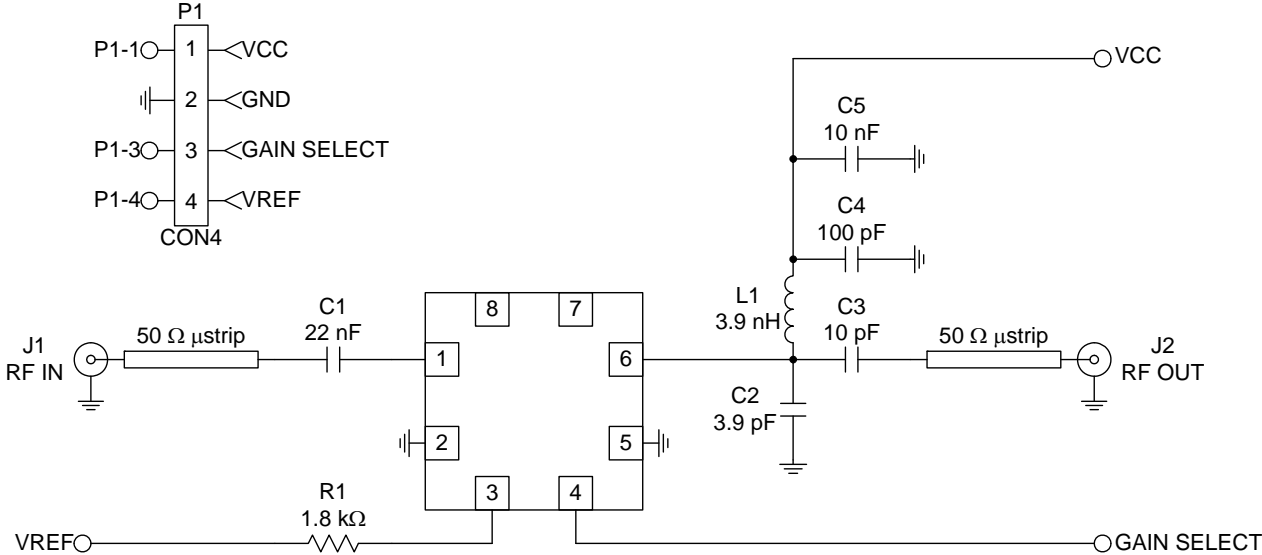 P1
P1-1
1
VCC
2
GND
P1-3
3
GAIN SELECT
P1-4
4
VREF
CON4
VCC
C5
10 nF
C4
100 pF
L1
3.9 nH
C3
10 pF
C2
3.9 pF
J1
RF IN
50 Ω μstrip
C1
22 nF
8
7
1
6
2
5
3
4
50 Ω μstrip
J2
RF OUT
R1
1.8 kΩ
VREF
GAIN SELECT